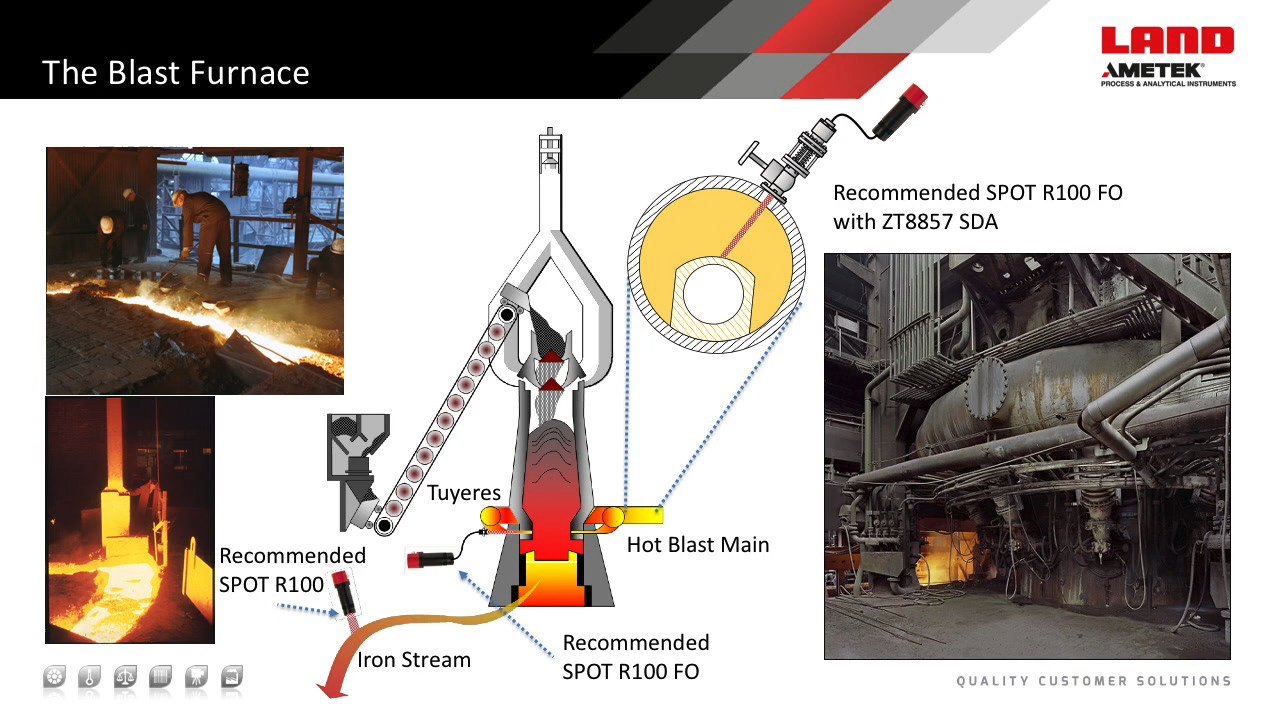 The Blast Furnace
LAND
AMETEK®
PROCESS & ANALYTICAL INSTRUMENTS
Recommended SPOT R100 FO
with ZT8857 SDA
Tuyeres
Hot Blast Main
Recommended
SPOT R100
Recommended
SPOT R100 FO
Iron Stream
QUALITY CUSTOMER SOLUTIONS